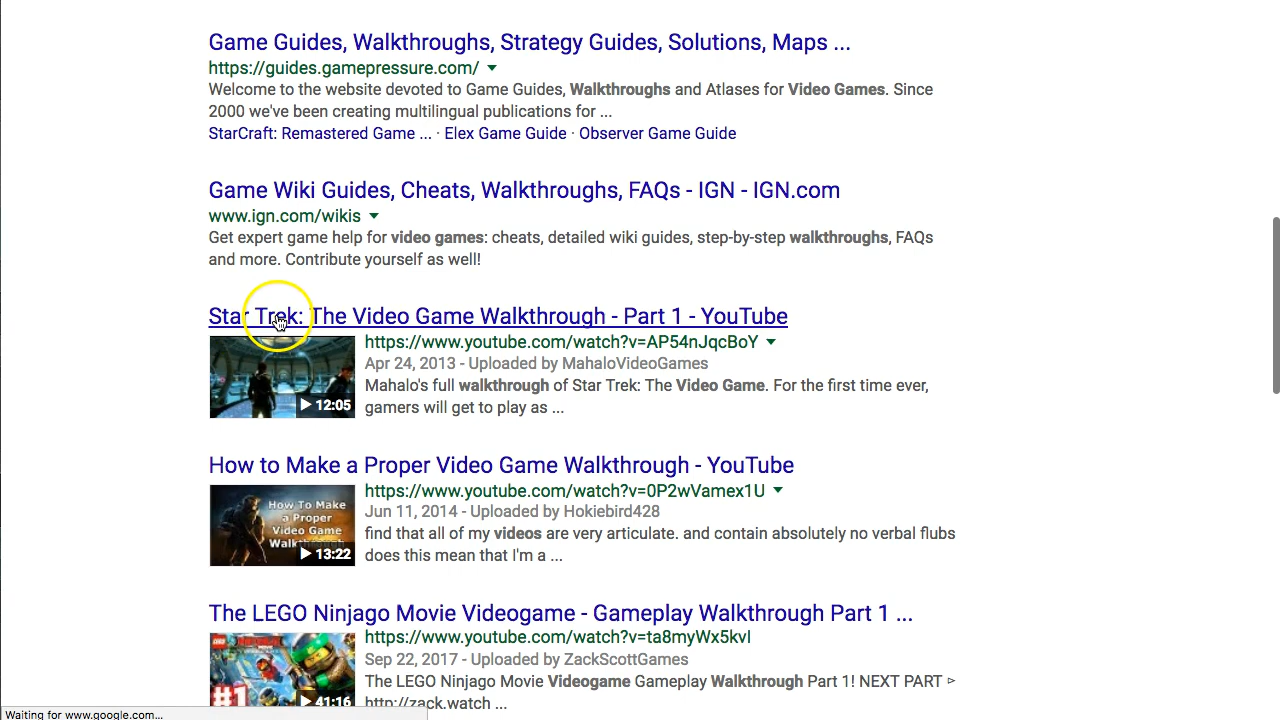 Game Guides, Walkthroughs, Strategy Guides, Solutions, Maps ...
https://guides.gamepressure.com/
Welcome to the website devoted to Game Guides, Walkthroughs and Atlases for Video Games. Since
2000 we've been creating multilingual publications for ...
StarCraft: Remastered Game ... · Elex Game Guide · Observer Game Guide
Game Wiki Guides, Cheats, Walkthroughs, FAQs - IGN - IGN.com
www.ign.com/wikis
Get expert game help for video games: cheats, detailed wiki guides, step-by-step walkthroughs, FAQs
and more. Contribute yourself as well!
Star Trek: The Video Game Walkthrough - Part 1 - YouTube
https://www.youtube.com/watch?v=AP54nJqcBoY
Apr 24, 2013 - Uploaded by MahaloVideoGames
Mahalo's full walkthrough of Star Trek: The Video Game. For the first time ever,
gamers will get to play as ...
12:05
How to Make a Proper Video Game Walkthrough - YouTube
https://www.youtube.com/watch?v=0P2wVamex1U
Jun 11, 2014 - Uploaded by Hokiebird428
find that all of my videos are very articulate. and contain absolutely no verbal flubs
does this mean that I'm a ...
How To Make
a Proper
Video Game
13:22
The LEGO Ninjago Movie Videogame - Gameplay Walkthrough Part 1 ...
https://www.youtube.com/watch?v=ta8myWx5kvI
Sep 22, 2017 - Uploaded by ZackScottGames
The LEGO Ninjago Movie Videogame Gameplay Walkthrough Part 1! NEXT PART ▹
http://zack.watch ...
#1
41:16
Waiting for www.google.com...